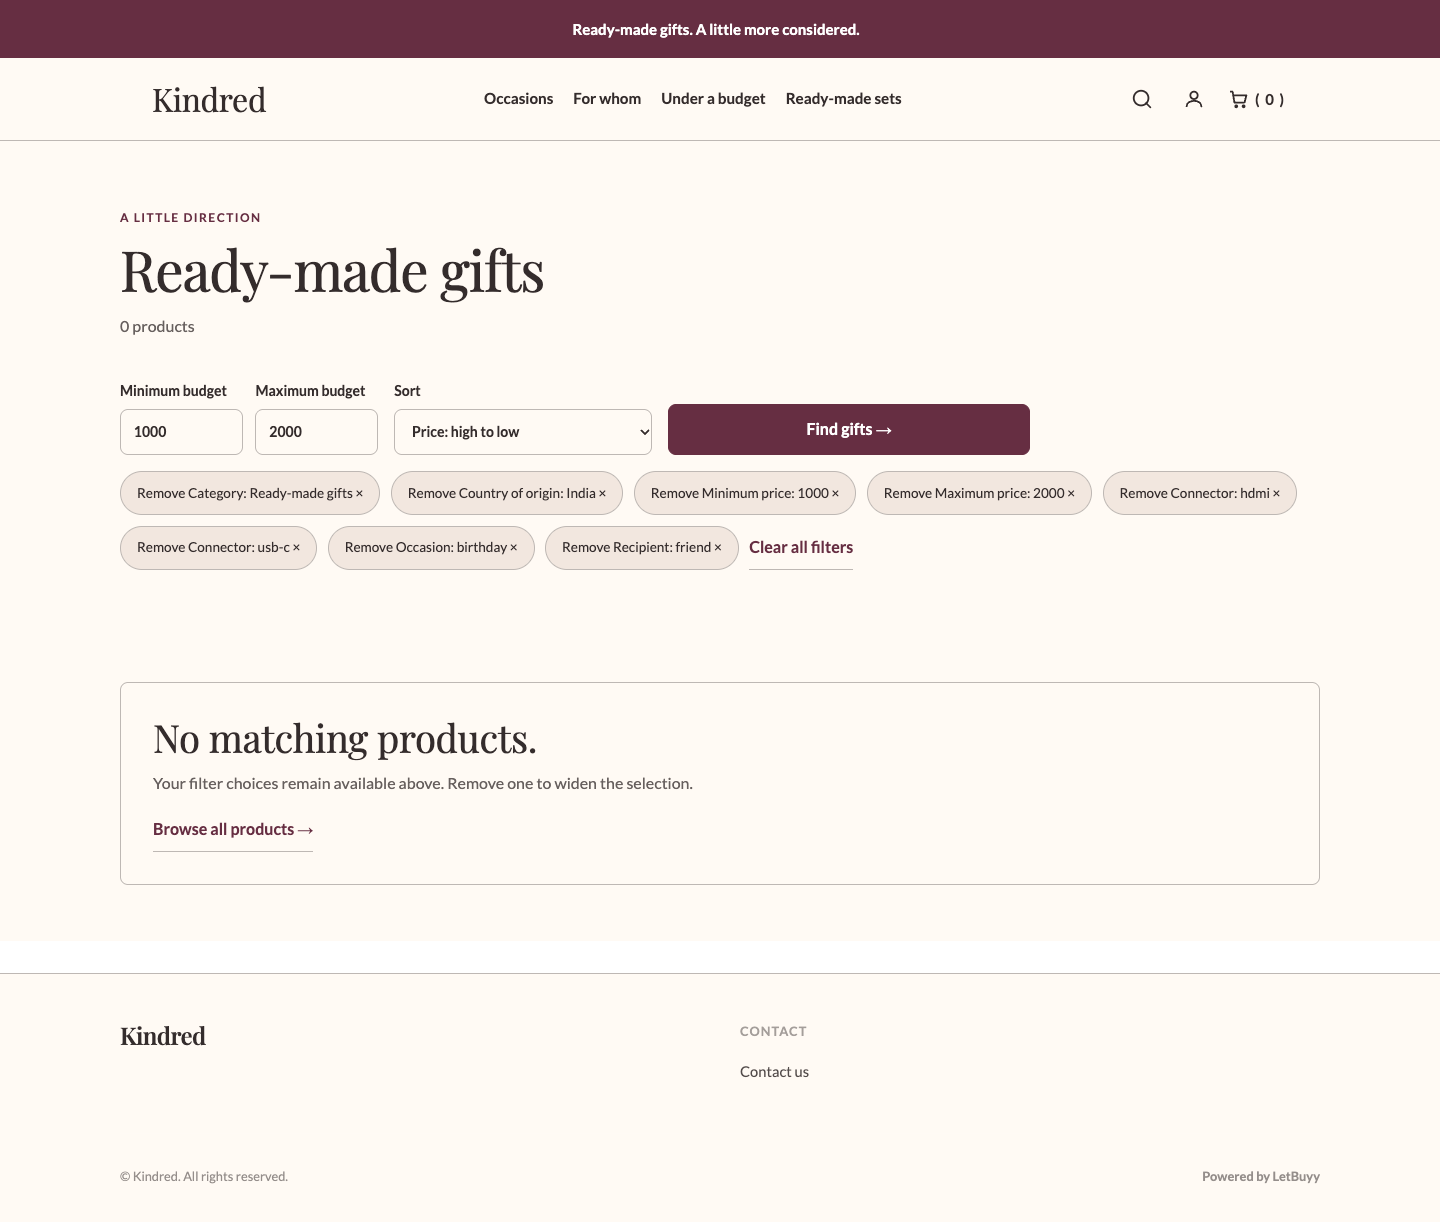 Ready-made gifts. A little more considered.
Kindred
Occasions For whom Under a budget Ready-made sets
( 0 )
A LITTLE DIRECTION
Ready-made gifts
0 products
Minimum budget Maximum budget Sort
1000 2000 Price: high to low Find gifts →
Remove Category: Ready-made gifts × Remove Country of origin: India × Remove Minimum price: 1000 × Remove Maximum price: 2000 × Remove Connector: hdmi ×
Remove Connector: usb-c × Remove Occasion: birthday × Remove Recipient: friend × Clear all filters
No matching products.
Your filter choices remain available above. Remove one to widen the selection.
Browse all products →
Kindred
CONTACT
Contact us
© Kindred. All rights reserved.
Powered by LetBuyy